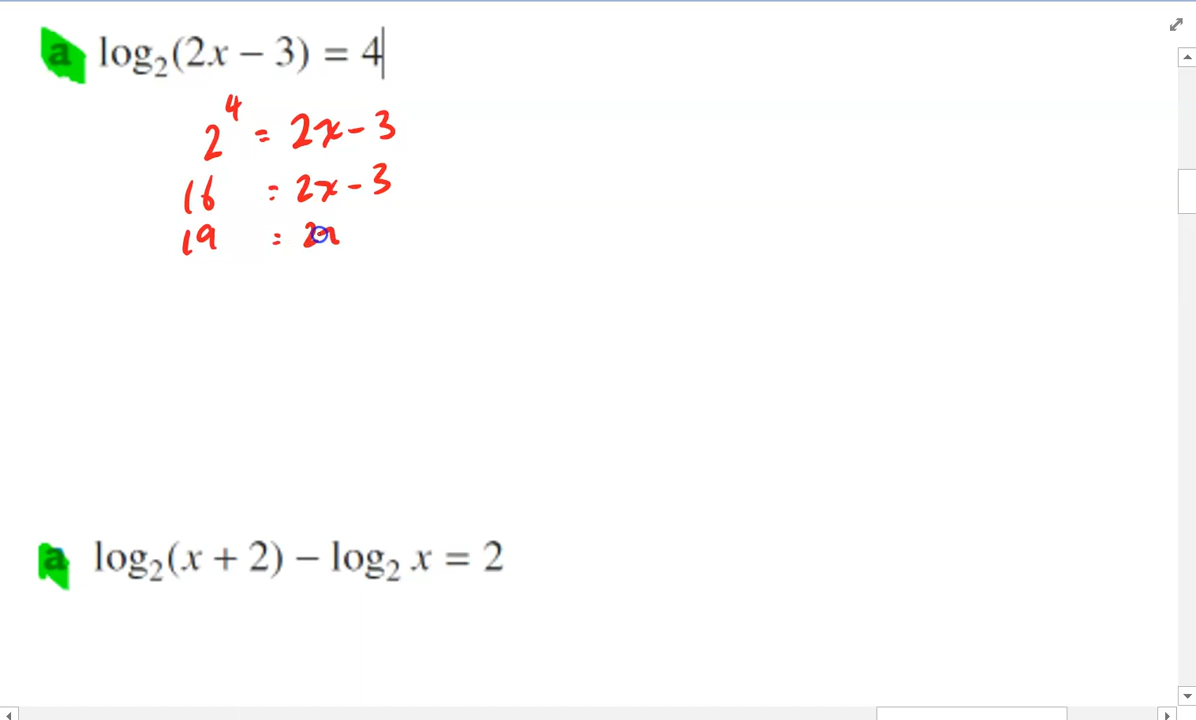 a log₂(2x − 3) = 4
2⁴ = 2x - 3
16 = 2x - 3
19 = 2x
a log₂(x + 2) − log₂ x = 2